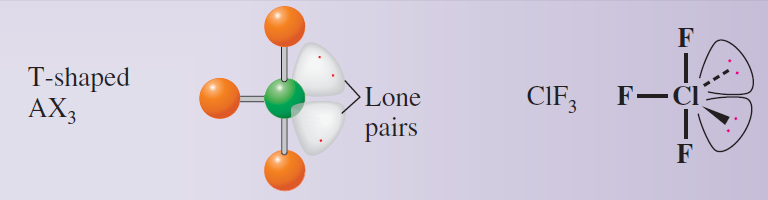 T-shaped
AX₃
Lone
pairs
ClF₃
F
F—Cl
F